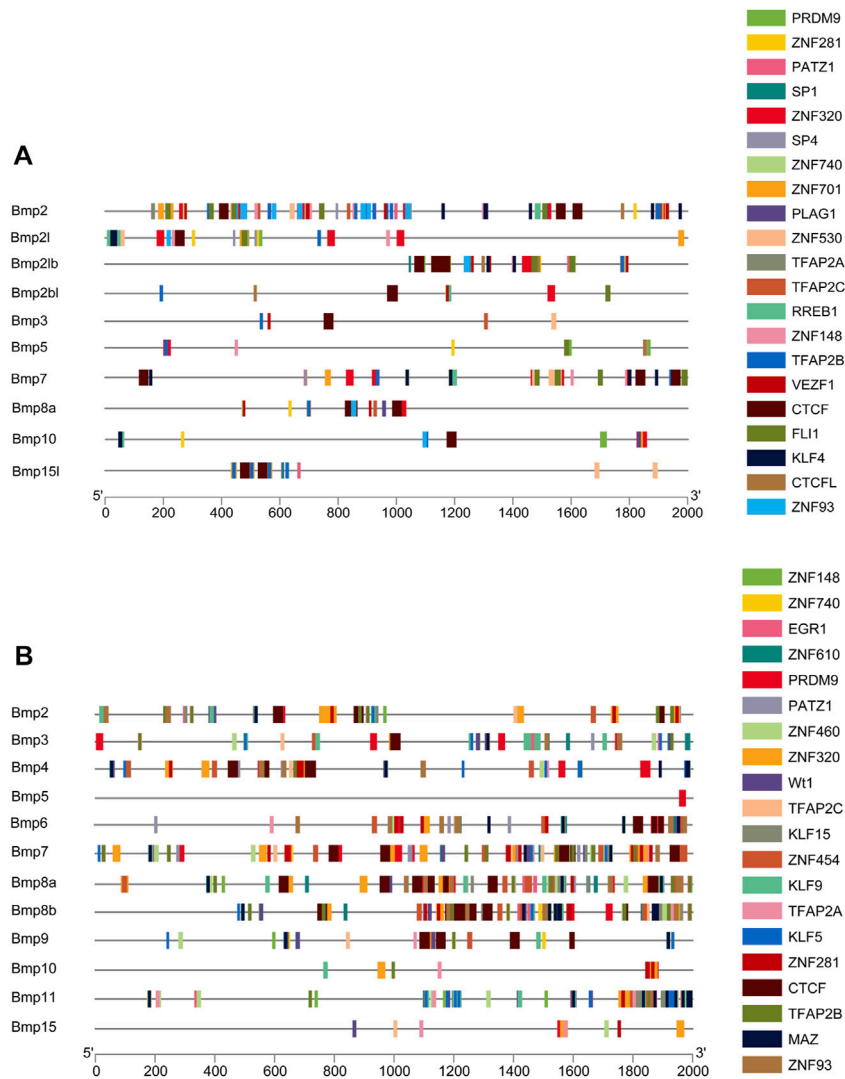 A
Bmp2
Bmp2l
Bmp2lb
Bmp2bl
Bmp3
Bmp5
Bmp7
Bmp8a
Bmp10
Bmp15l
5' 3'
0 200 400 600 800 1000 1200 1400 1600 1800 2000
PRDM9
ZNF281
PATZ1
SP1
ZNF320
SP4
ZNF740
ZNF701
PLAG1
ZNF530
TFAP2A
TFAP2C
RREB1
ZNF148
TFAP2B
VEZF1
CTCF
FLI1
KLF4
CTCFL
ZNF93
B
Bmp2
Bmp3
Bmp4
Bmp5
Bmp6
Bmp7
Bmp8a
Bmp8b
Bmp9
Bmp10
Bmp11
Bmp15
5' 3'
0 200 400 600 800 1000 1200 1400 1600 1800 2000
ZNF148
ZNF740
EGR1
ZNF610
PRDM9
PATZ1
ZNF460
ZNF320
Wt1
TFAP2C
KLF15
ZNF454
KLF9
TFAP2A
KLF5
ZNF281
CTCF
TFAP2B
MAZ
ZNF93